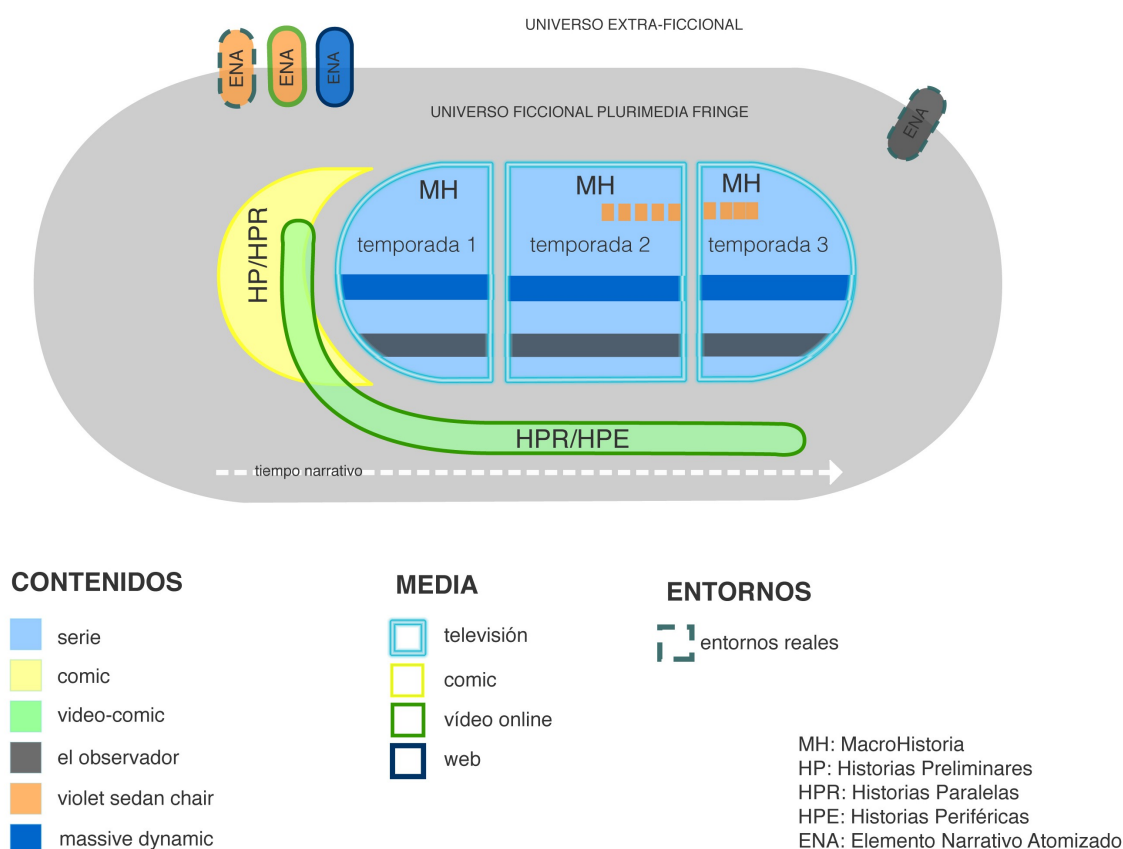 UNIVERSO EXTRA-FICCIONAL
ENA
ENA
ENA
UNIVERSO FICCIONAL PLURIMEDIA FRINGE
ENA
MH
MH
MH
HP/HPR
temporada 1
temporada 2
temporada 3
HPR/HPE
tiempo narrativo
CONTENIDOS
serie
comic
video-comic
el observador
violet sedan chair
massive dynamic
MEDIA
televisión
comic
vídeo online
web
ENTORNOS
entornos reales
MH: MacroHistoria
HP: Historias Preliminares
HPR: Historias Paralelas
HPE: Historias Periféricas
ENA: Elemento Narrativo Atomizado